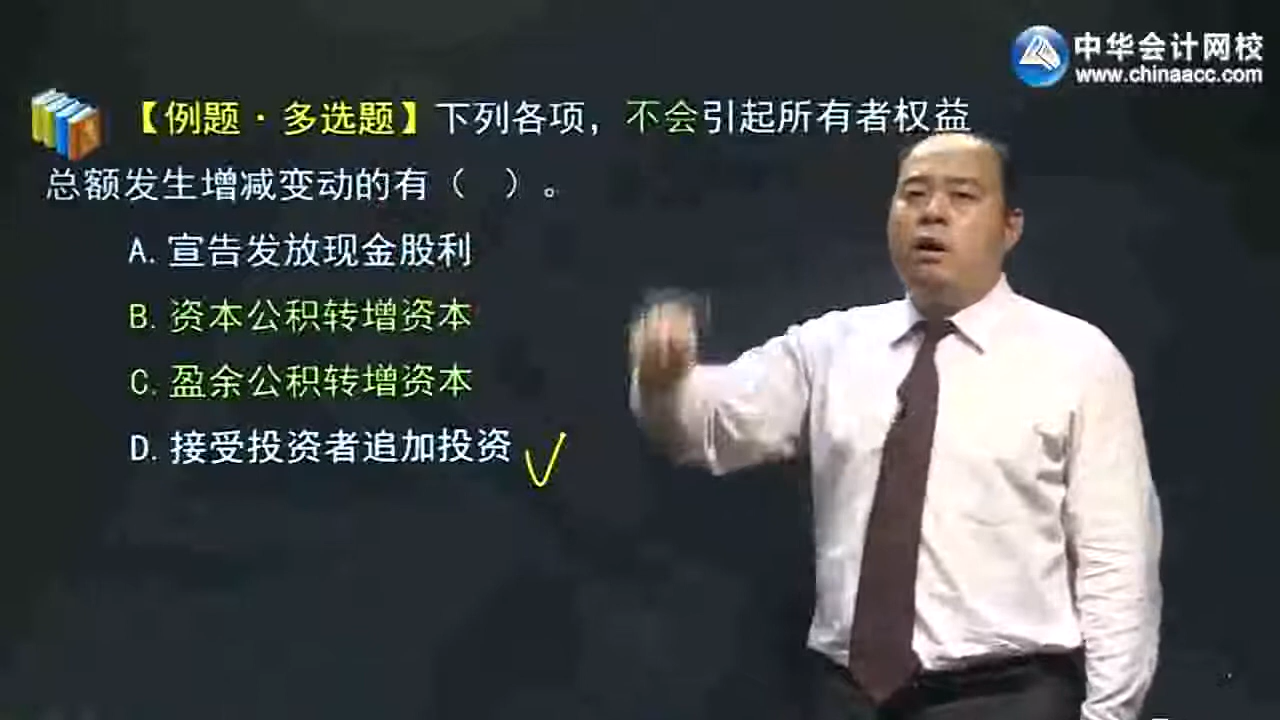 中华会计网校
www.chinaacc.com
【例题·多选题】下列各项，不会引起所有者权益
总额发生增减变动的有（ ）。
A. 宣告发放现金股利
B. 资本公积转增资本
C. 盈余公积转增资本
D. 接受投资者追加投资